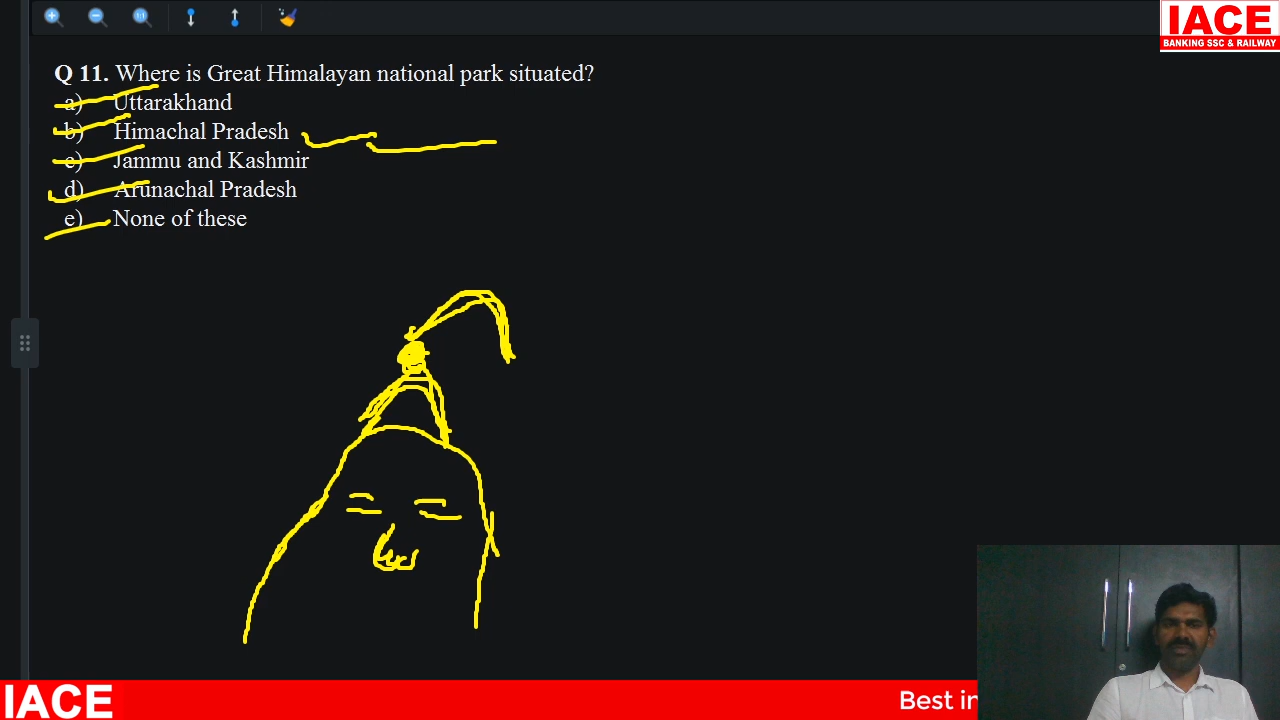 IACE
BANKING SSC & RAILWAY
Q 11. Where is Great Himalayan national park situated?
a) Uttarakhand
b) Himachal Pradesh
c) Jammu and Kashmir
d) Arunachal Pradesh
e) None of these
IACE
Best in